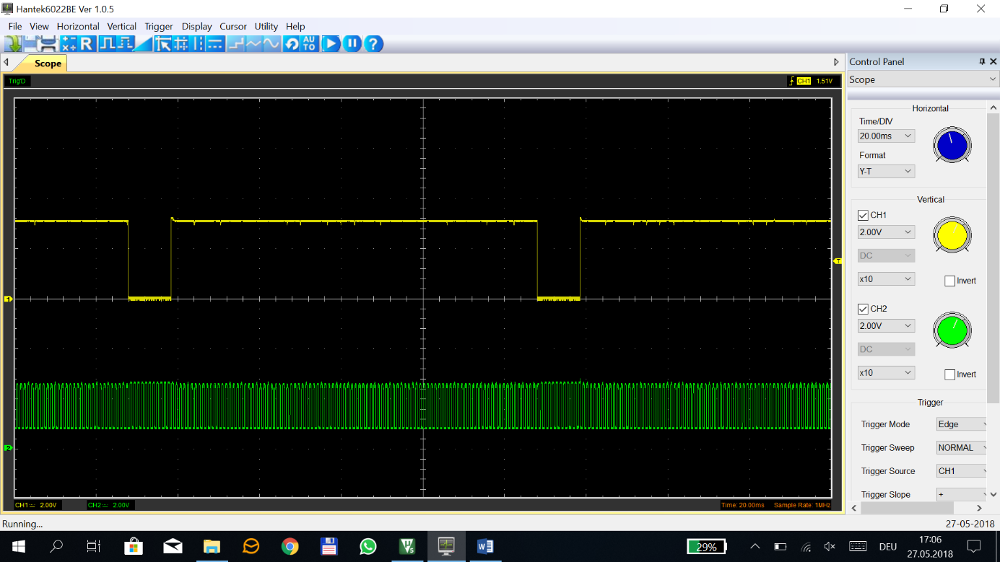 Hantek6022BE Ver 1.0.5
File View Horizontal Vertical Trigger Display Cursor Utility Help
R AU TO ?
Scope
Control Panel
Trig'D
CH1 1.51V
Scope
Horizontal
Time/DIV
20.00ms
Format
Y-T
Vertical
CH1
2.00V
DC
x10
Invert
CH2
2.00V
DC
x10
Invert
Trigger
Trigger Mode Edge
Trigger Sweep NORMAL
Trigger Source CH1
Trigger Slope +
1
T
2
CH1 2.00V CH2 2.00V Time: 20.00ms Sample Rate: 1MHz
Running... 27-05-2018
W
29% DEU 17:06
27.05.2018